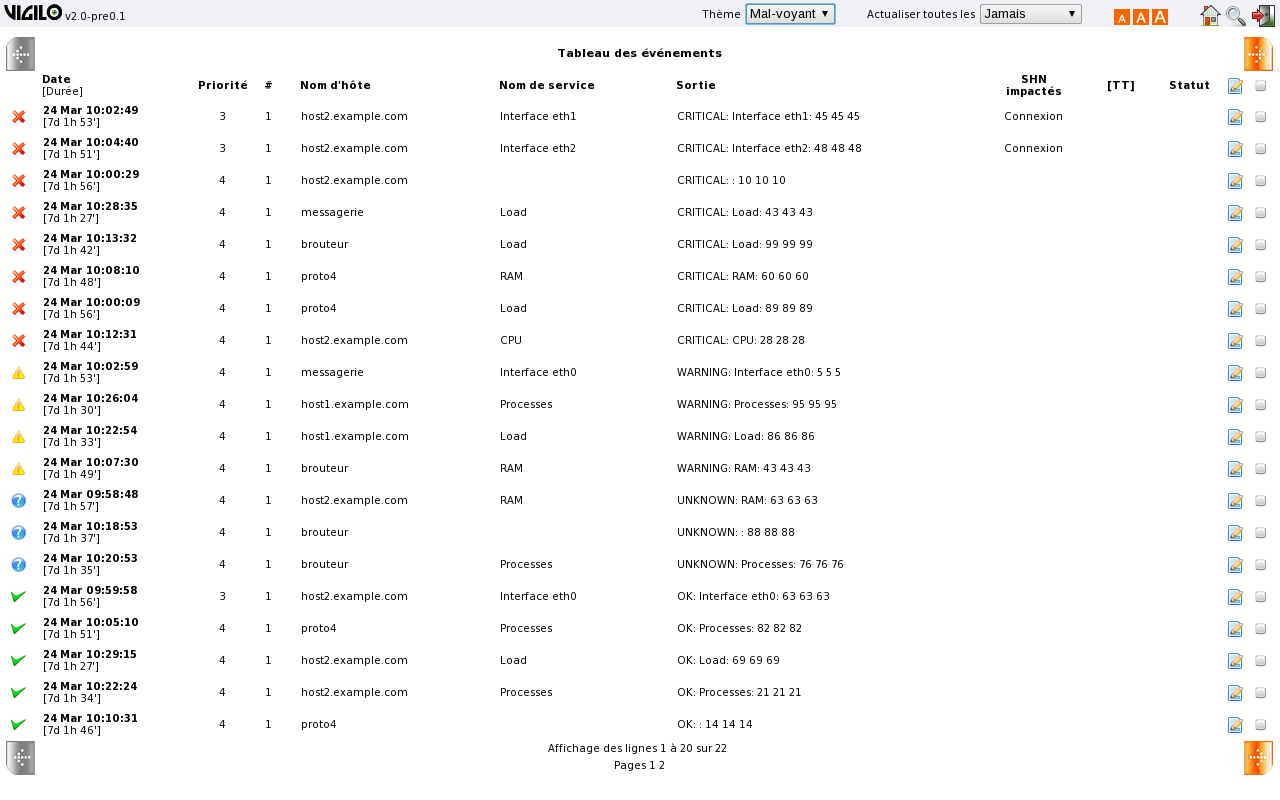 VIGILO v2.0-pre0.1 Thème Mal-voyant Actualiser toutes les Jamais A A A
Tableau des événements
Date [Durée] Priorité # Nom d'hôte Nom de service Sortie SHN impactés [TT] Statut
24 Mar 10:02:49 [7d 1h 53'] 3 1 host2.example.com Interface eth1 CRITICAL: Interface eth1: 45 45 45 Connexion
24 Mar 10:04:40 [7d 1h 51'] 3 1 host2.example.com Interface eth2 CRITICAL: Interface eth2: 48 48 48 Connexion
24 Mar 10:00:29 [7d 1h 56'] 4 1 host2.example.com CRITICAL: : 10 10 10
24 Mar 10:28:35 [7d 1h 27'] 4 1 messagerie Load CRITICAL: Load: 43 43 43
24 Mar 10:13:32 [7d 1h 42'] 4 1 brouteur Load CRITICAL: Load: 99 99 99
24 Mar 10:08:10 [7d 1h 48'] 4 1 proto4 RAM CRITICAL: RAM: 60 60 60
24 Mar 10:00:09 [7d 1h 56'] 4 1 proto4 Load CRITICAL: Load: 89 89 89
24 Mar 10:12:31 [7d 1h 44'] 4 1 host2.example.com CPU CRITICAL: CPU: 28 28 28
24 Mar 10:02:59 [7d 1h 53'] 4 1 messagerie Interface eth0 WARNING: Interface eth0: 5 5 5
24 Mar 10:26:04 [7d 1h 30'] 4 1 host1.example.com Processes WARNING: Processes: 95 95 95
24 Mar 10:22:54 [7d 1h 33'] 4 1 host1.example.com Load WARNING: Load: 86 86 86
24 Mar 10:07:30 [7d 1h 49'] 4 1 brouteur RAM WARNING: RAM: 43 43 43
24 Mar 09:58:48 [7d 1h 57'] 4 1 host2.example.com RAM UNKNOWN: RAM: 63 63 63
24 Mar 10:18:53 [7d 1h 37'] 4 1 brouteur UNKNOWN: : 88 88 88
24 Mar 10:20:53 [7d 1h 35'] 4 1 brouteur Processes UNKNOWN: Processes: 76 76 76
24 Mar 09:59:58 [7d 1h 56'] 3 1 host2.example.com Interface eth0 OK: Interface eth0: 63 63 63
24 Mar 10:05:10 [7d 1h 51'] 4 1 proto4 Processes OK: Processes: 82 82 82
24 Mar 10:29:15 [7d 1h 27'] 4 1 host2.example.com Load OK: Load: 69 69 69
24 Mar 10:22:24 [7d 1h 34'] 4 1 host2.example.com Processes OK: Processes: 21 21 21
24 Mar 10:10:31 [7d 1h 46'] 4 1 proto4 OK: : 14 14 14
Affichage des lignes 1 à 20 sur 22
Pages 1 2